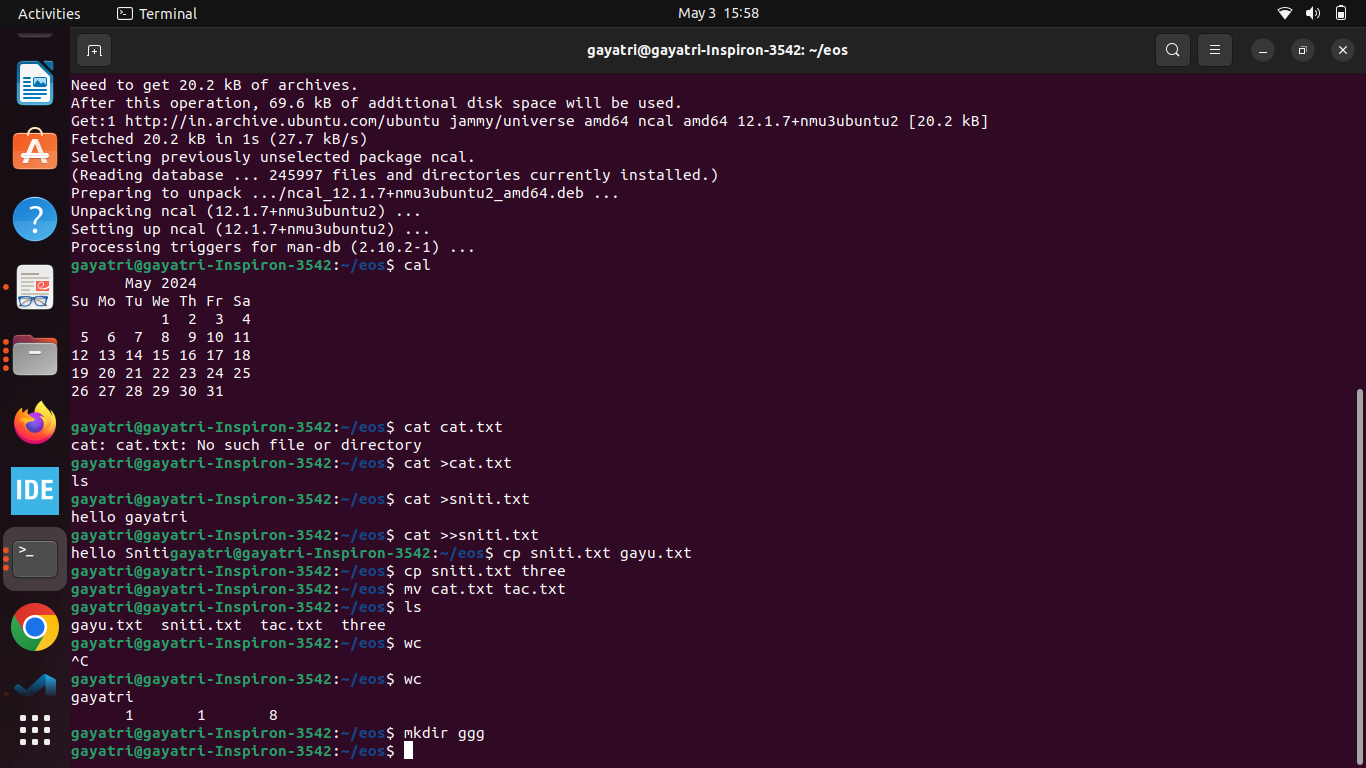 Activities Terminal May 3 15:58
gayatri@gayatri-Inspiron-3542: ~/eos
Need to get 20.2 kB of archives.
After this operation, 69.6 kB of additional disk space will be used.
Get:1 http://in.archive.ubuntu.com/ubuntu jammy/universe amd64 ncal amd64 12.1.7+nmu3ubuntu2 [20.2 kB]
Fetched 20.2 kB in 1s (27.7 kB/s)
Selecting previously unselected package ncal.
(Reading database ... 245997 files and directories currently installed.)
Preparing to unpack .../ncal_12.1.7+nmu3ubuntu2_amd64.deb ...
Unpacking ncal (12.1.7+nmu3ubuntu2) ...
Setting up ncal (12.1.7+nmu3ubuntu2) ...
Processing triggers for man-db (2.10.2-1) ...
gayatri@gayatri-Inspiron-3542:~/eos$ cal
      May 2024
Su Mo Tu We Th Fr Sa
          1  2  3  4
 5  6  7  8  9 10 11
12 13 14 15 16 17 18
19 20 21 22 23 24 25
26 27 28 29 30 31
gayatri@gayatri-Inspiron-3542:~/eos$ cat cat.txt
cat: cat.txt: No such file or directory
gayatri@gayatri-Inspiron-3542:~/eos$ cat >cat.txt
ls
gayatri@gayatri-Inspiron-3542:~/eos$ cat >sniti.txt
hello gayatri
gayatri@gayatri-Inspiron-3542:~/eos$ cat >>sniti.txt
hello Snitigayatri@gayatri-Inspiron-3542:~/eos$ cp sniti.txt gayu.txt
gayatri@gayatri-Inspiron-3542:~/eos$ cp sniti.txt three
gayatri@gayatri-Inspiron-3542:~/eos$ mv cat.txt tac.txt
gayatri@gayatri-Inspiron-3542:~/eos$ ls
gayu.txt  sniti.txt  tac.txt  three
gayatri@gayatri-Inspiron-3542:~/eos$ wc
^C
gayatri@gayatri-Inspiron-3542:~/eos$ wc
gayatri
      1       1       8
gayatri@gayatri-Inspiron-3542:~/eos$ mkdir ggg
gayatri@gayatri-Inspiron-3542:~/eos$
IDE